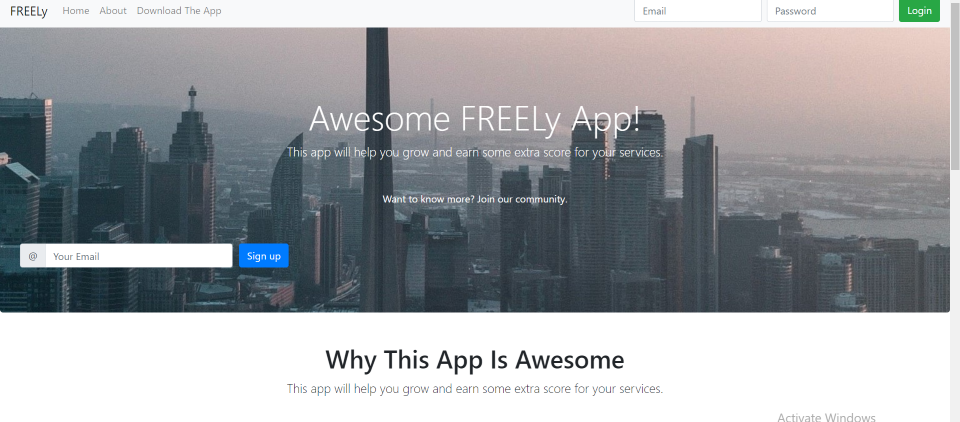 FREELy Home About Download The App Email Password Login
Awesome FREELy App!
This app will help you grow and earn some extra score for your services.
Want to know more? Join our community.
@ Your Email Sign up
Why This App Is Awesome
This app will help you grow and earn some extra score for your services.
Activate Windows